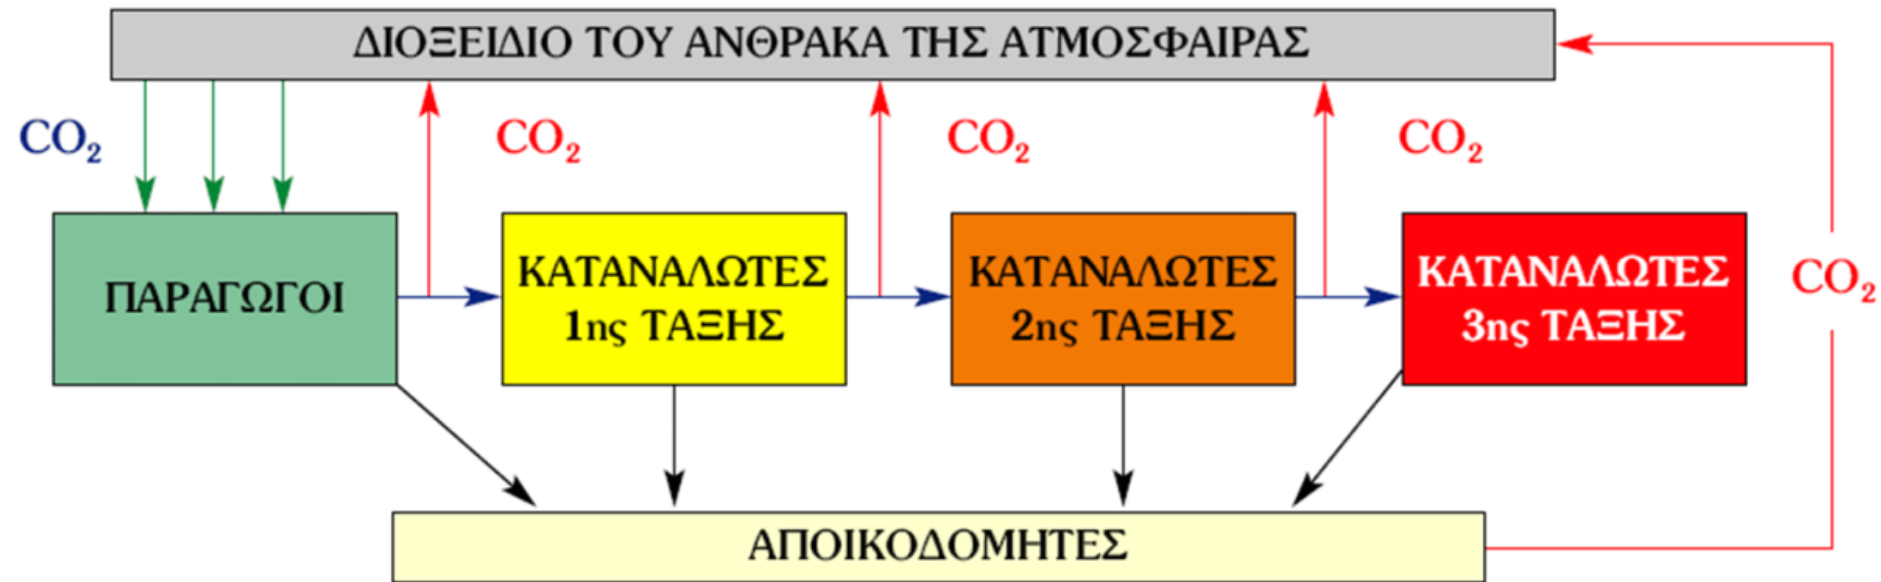 ΔΙΟΞΕΙΔΙΟ ΤΟΥ ΑΝΘΡΑΚΑ ΤΗΣ ΑΤΜΟΣΦΑΙΡΑΣ
CO₂
CO₂
CO₂
CO₂
ΠΑΡΑΓΩΓΟΙ
ΚΑΤΑΝΑΛΩΤΕΣ
1ης ΤΑΞΗΣ
ΚΑΤΑΝΑΛΩΤΕΣ
2ης ΤΑΞΗΣ
ΚΑΤΑΝΑΛΩΤΕΣ
3ης ΤΑΞΗΣ
CO₂
ΑΠΟΙΚΟΔΟΜΗΤΕΣ